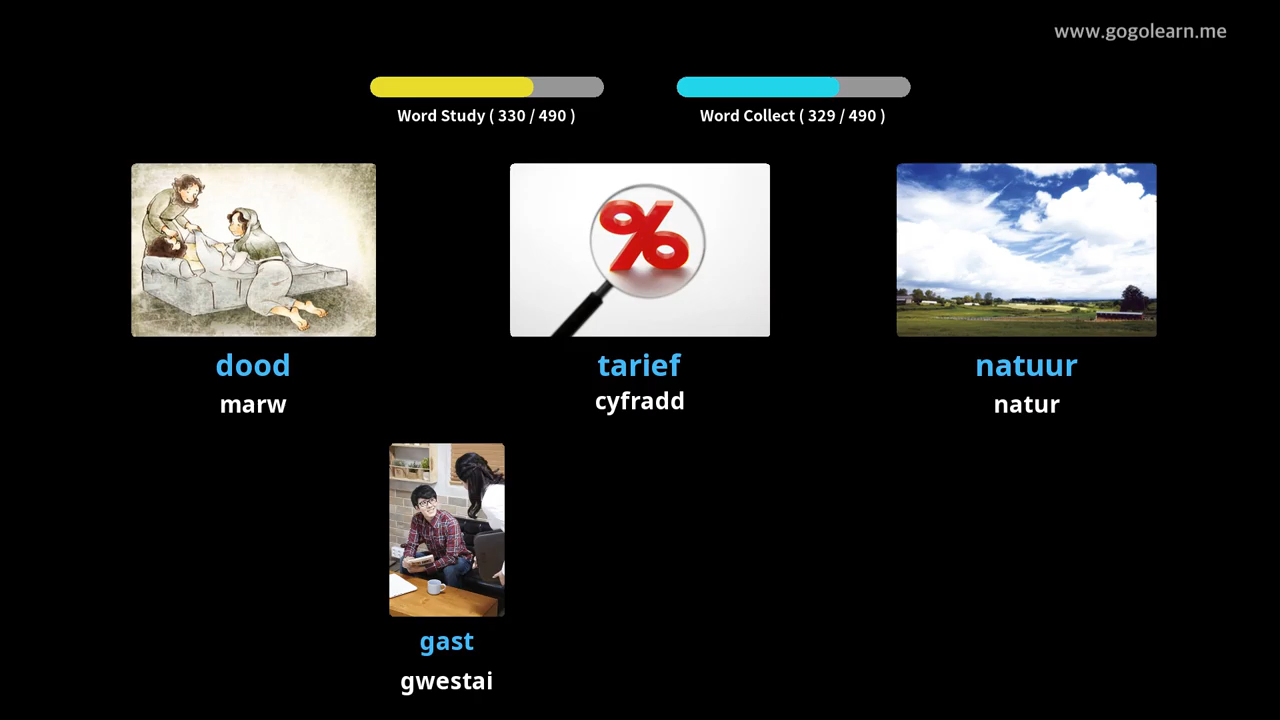 www.gogolearn.me
Word Study ( 330 / 490 )
Word Collect ( 329 / 490 )
dood
marw
tarief
cyfradd
natuur
natur
gast
gwestai